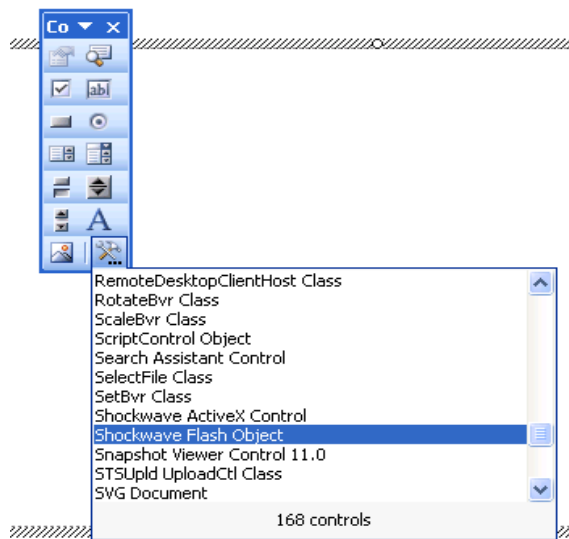 Co
abl
A
RemoteDesktopClientHost Class
RotateBvr Class
ScaleBvr Class
ScriptControl Object
Search Assistant Control
SelectFile Class
SetBvr Class
Shockwave ActiveX Control
Shockwave Flash Object
Snapshot Viewer Control 11.0
STSUpld UploadCtl Class
SVG Document
168 controls